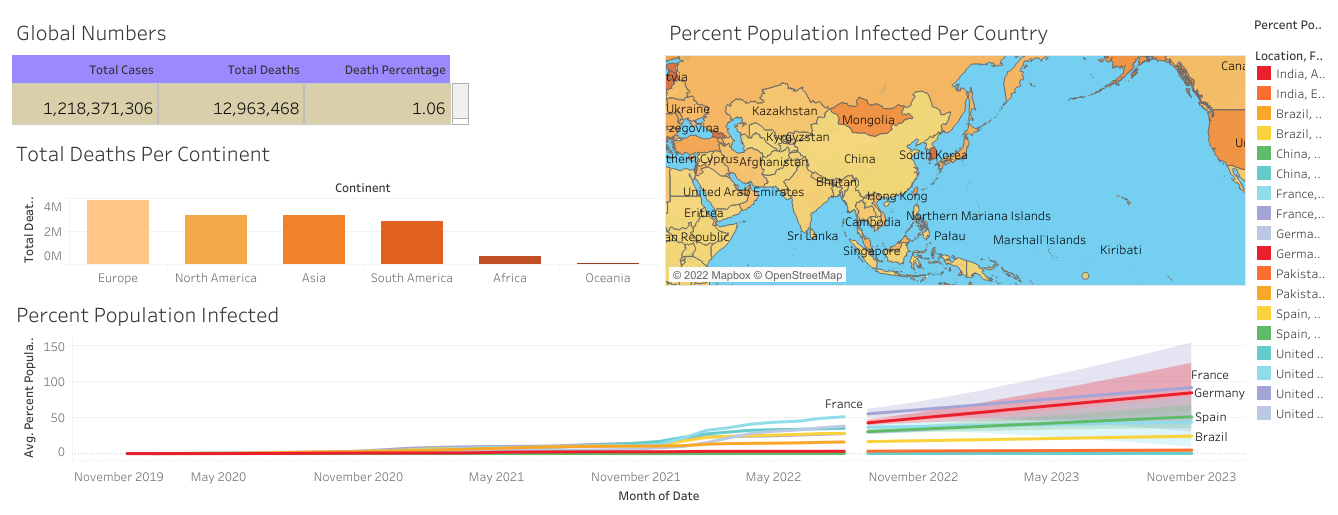 Global Numbers
Total Cases Total Deaths Death Percentage
1,218,371,306 12,963,468 1.06
Total Deaths Per Continent
Continent
Total Deat..
4M
2M
0M
Europe North America Asia South America Africa Oceania
Percent Population Infected Per Country
tvia
Ukraine
rzegovina
Kazakhstan
Mongolia
Kyrgyzstan
thern Cyprus
Afghanistan
China
South Korea
United Arab Emirates
Bhutan
Hong Kong
Eritrea
Northern Mariana Islands
Cambodia
an Republic
Sri Lanka
Palau
Marshall Islands
Singapore
Kiribati
Cana
Un
© 2022 Mapbox © OpenStreetMap
Percent Po..
Location, F..
India, A..
India, E..
Brazil, ..
Brazil, ..
China, ..
China, ..
France,..
France,..
Germa..
Germa..
Pakista..
Pakista..
Spain, ..
Spain, ..
United ..
United ..
United ..
United ..
Percent Population Infected
Avg. Percent Popula..
150
100
50
0
France
France
Germany
Spain
Brazil
November 2019 May 2020 November 2020 May 2021 November 2021 May 2022 November 2022 May 2023 November 2023
Month of Date